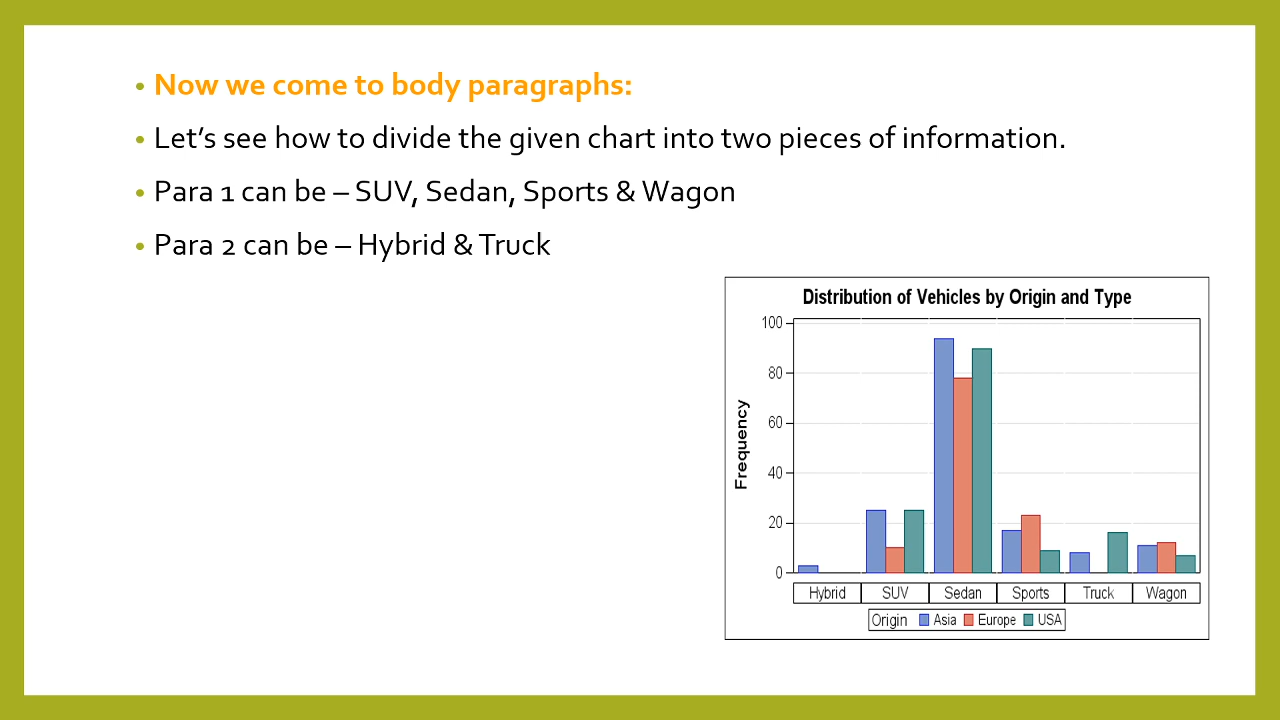 • Now we come to body paragraphs:
• Let's see how to divide the given chart into two pieces of information.
• Para 1 can be – SUV, Sedan, Sports & Wagon
• Para 2 can be – Hybrid & Truck
Distribution of Vehicles by Origin and Type
100
80
60
40
20
0
Frequency
Hybrid SUV Sedan Sports Truck Wagon
Origin Asia Europe USA